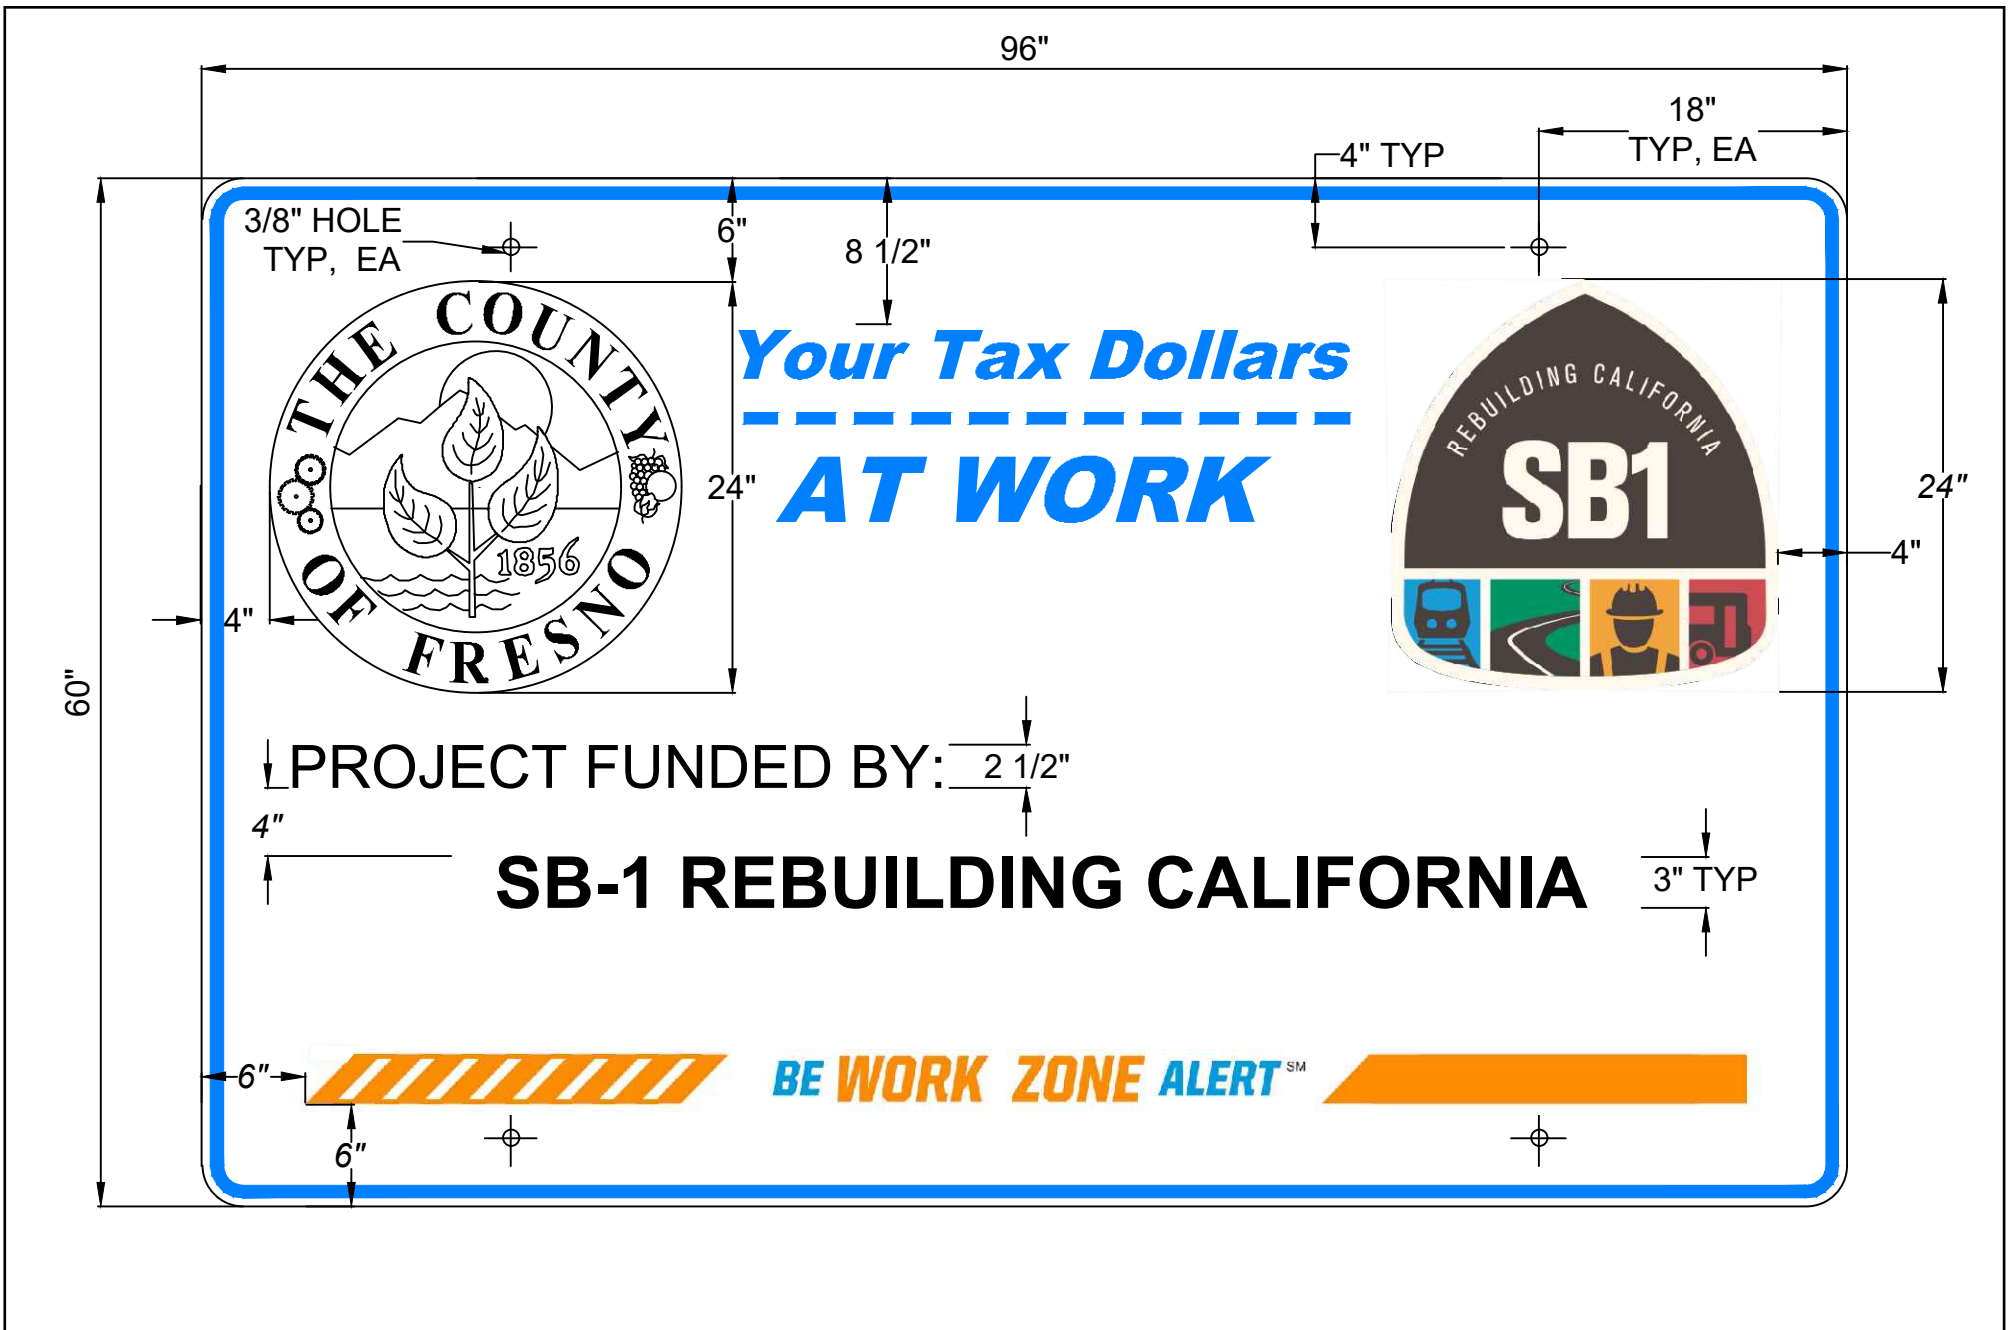 96"
18"
TYP, EA
4" TYP
3/8" HOLE
TYP, EA
6"
8 1/2"
THE COUNTY
OF FRESNO
1856
24"
4"
60"
Your Tax Dollars
AT WORK
REBUILDING CALIFORNIA
SB1
24"
4"
PROJECT FUNDED BY:
2 1/2"
4"
SB-1 REBUILDING CALIFORNIA
3" TYP
6"
BE WORK ZONE ALERT SM
6"